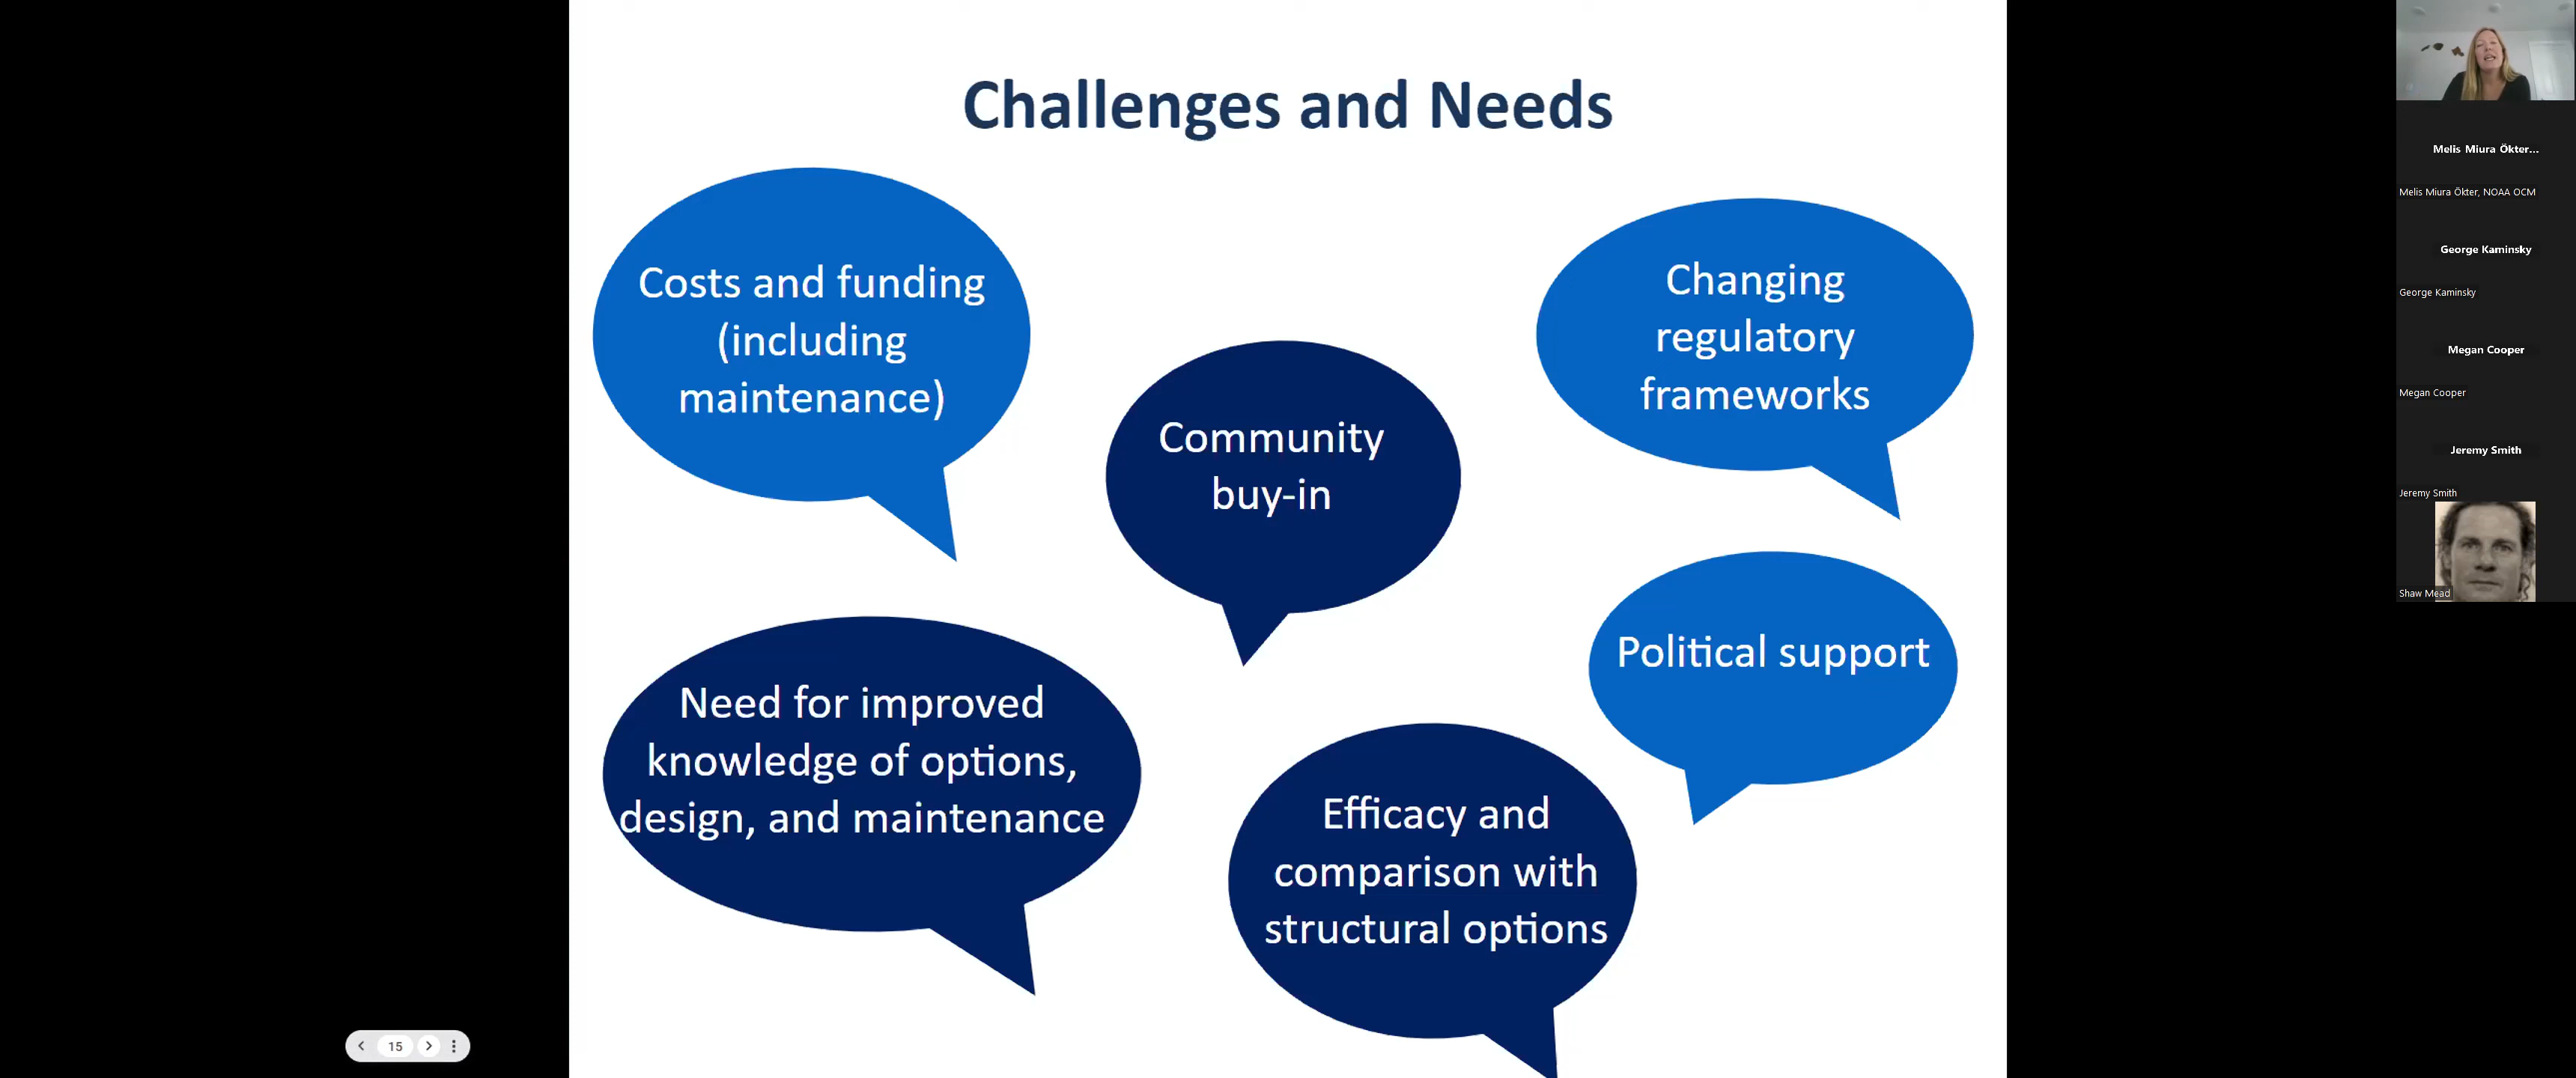 Challenges and Needs
Costs and funding
(including
maintenance)
Changing
regulatory
frameworks
Community
buy-in
Political support
Need for improved
knowledge of options,
design, and maintenance
Efficacy and
comparison with
structural options
15
Melis Miura Ökter...
Melis Miura Ökter, NOAA OCM
George Kaminsky
George Kaminsky
Megan Cooper
Megan Cooper
Jeremy Smith
Jeremy Smith
Shaw Mead